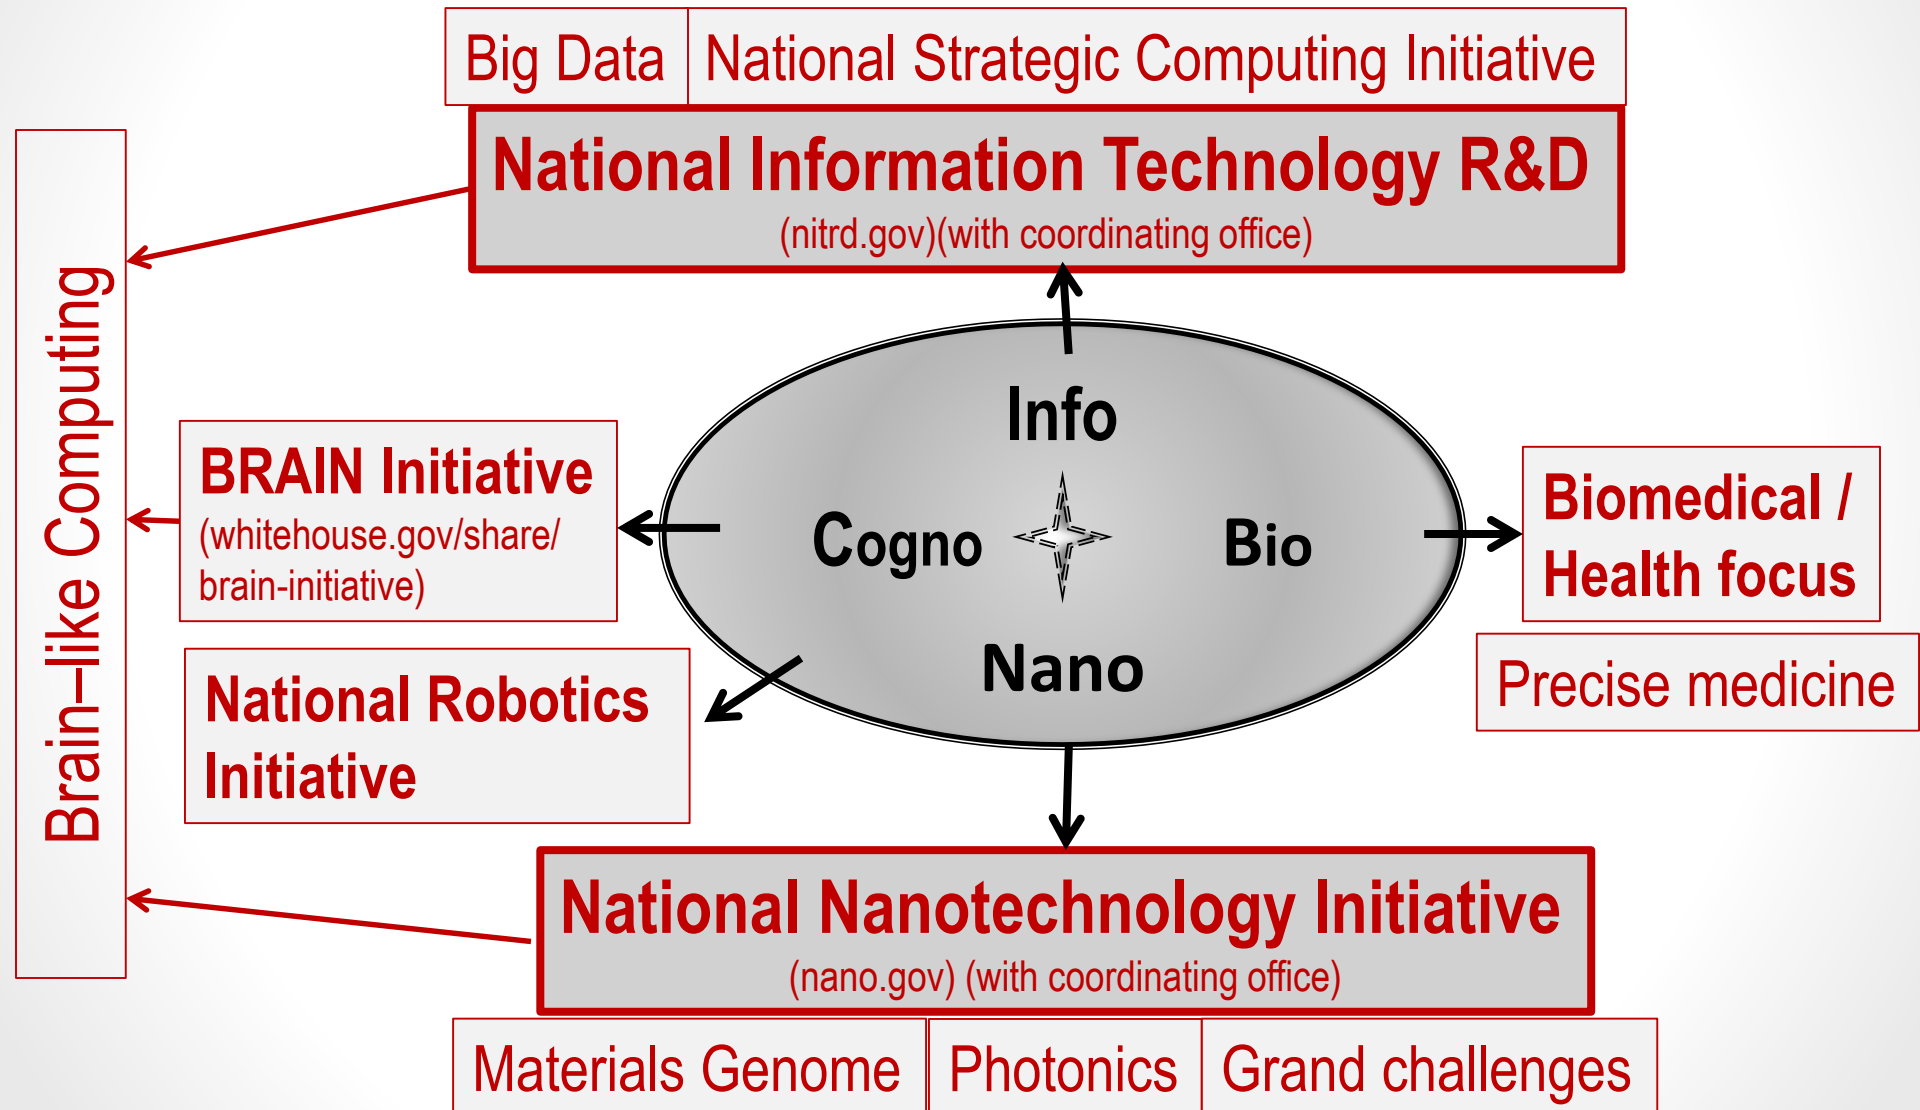 Big Data
National Strategic Computing Initiative
National Information Technology R&D
(nitrd.gov)(with coordinating office)
Brain–like Computing
Info
BRAIN Initiative
(whitehouse.gov/share/
brain-initiative)
Cogno
Bio
Biomedical /
Health focus
Nano
National Robotics
Initiative
Precise medicine
National Nanotechnology Initiative
(nano.gov) (with coordinating office)
Materials Genome
Photonics
Grand challenges